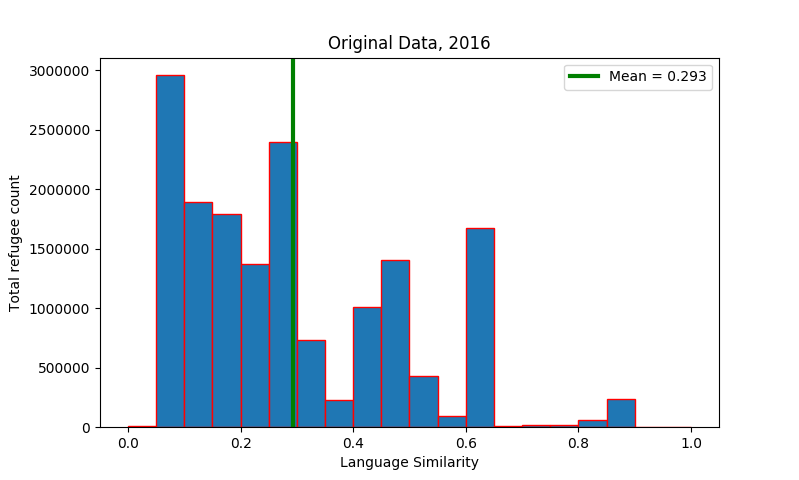 Original Data, 2016
Mean = 0.293
Total refugee count
3000000
2500000
2000000
1500000
1000000
500000
0
0.0 0.2 0.4 0.6 0.8 1.0
Language Similarity